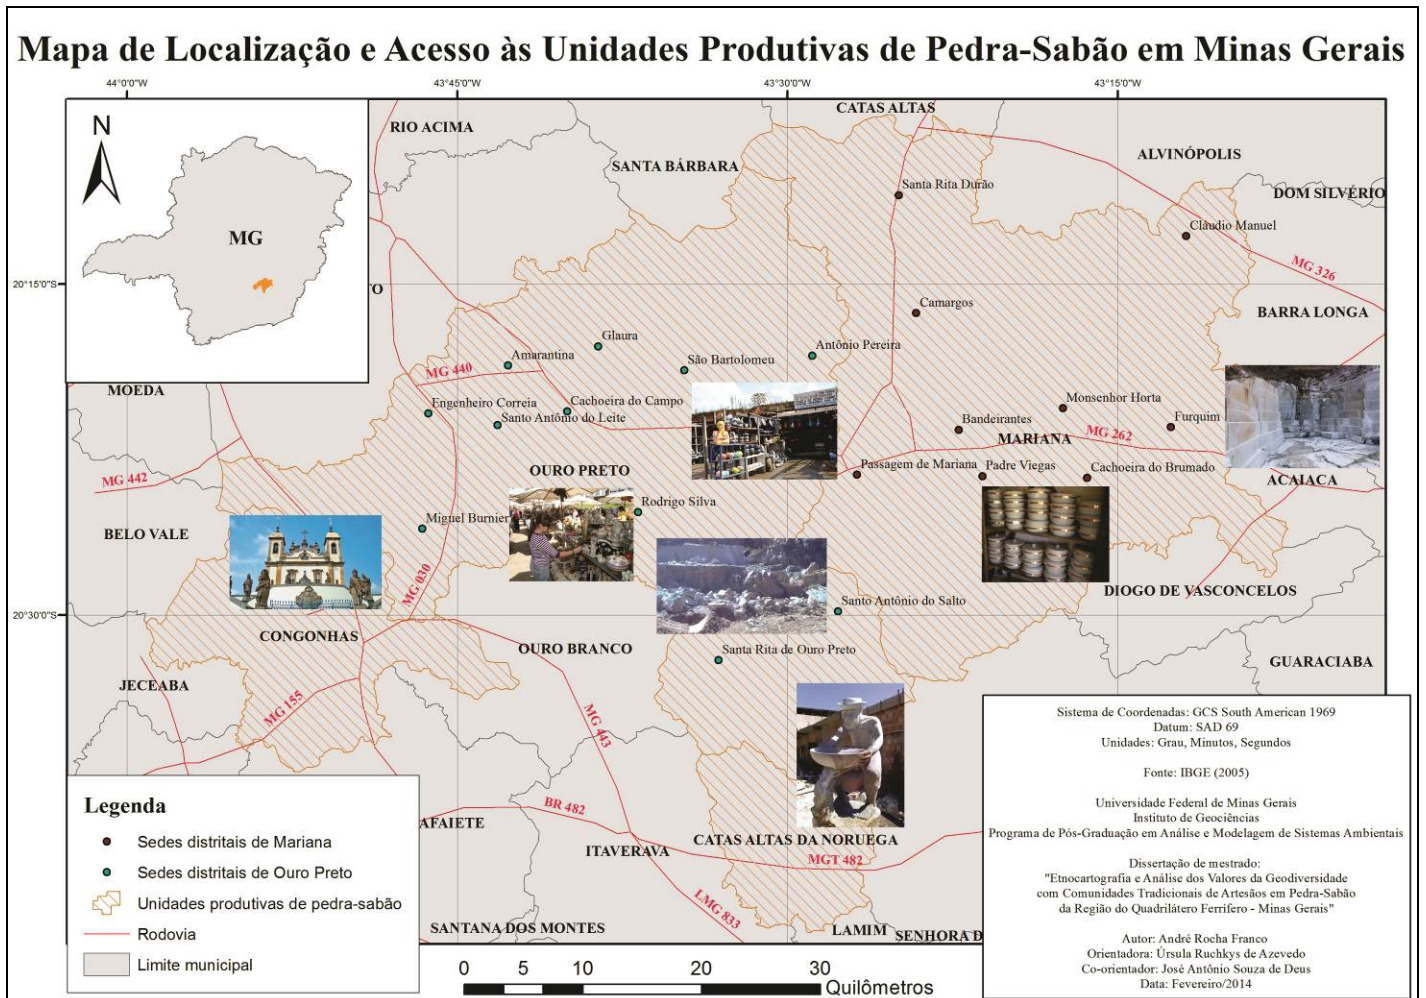 Mapa de Localização e Acesso às Unidades Produtivas de Pedra-Sabão em Minas Gerais
44°0'0"W
43°45'0"W
43°30'0"W
43°15'0"W
N
MG
CATAS ALTAS
RIO ACIMA
ALVINÓPOLIS
SANTA BÁRBARA
Santa Rita Durão
DOM SILVÉRIO
Cláudio Manuel
MG 326
20°15'0"S
TO
BARRA LONGA
Camargos
Glaura
Antônio Pereira
Amarantina
São Bartolomeu
MG 440
MOEDA
Engenheiro Correia
Cachoeira do Campo
Santo Antônio do Leite
Monsenhor Horta
Bandeirantes
Furquim
MARIANA
MG 262
MG 442
OURO PRETO
Passagem de Mariana
Padre Viegas
Cachoeira do Brumado
ACAIACA
Rodrigo Silva
BELO VALE
Miguel Burnier
MG 030
DIOGO DE VASCONCELOS
Santo Antônio do Salto
20°30'0"S
CONGONHAS
OURO BRANCO
Santa Rita de Ouro Preto
GUARACIABA
JECEABA
MG 155
MG 443
BR 482
AFAIETE
ITAVERAVA
CATAS ALTAS DA NORUEGA
MGT 482
LMG 833
SANTANA DOS MONTES
LAMIM
SENHORA D
Legenda
Sedes distritais de Mariana
Sedes distritais de Ouro Preto
Unidades produtivas de pedra-sabão
Rodovia
Limite municipal
0 5 10 20 30
Quilômetros
Sistema de Coordenadas: GCS South American 1969
Datum: SAD 69
Unidades: Grau, Minutos, Segundos
Fonte: IBGE (2005)
Universidade Federal de Minas Gerais
Instituto de Geociências
Programa de Pós-Graduação em Análise e Modelagem de Sistemas Ambientais
Dissertação de mestrado:
"Etnocartografia e Análise dos Valores da Geodiversidade
com Comunidades Tradicionais de Artesãos em Pedra-Sabão
da Região do Quadrilátero Ferrífero - Minas Gerais"
Autor: André Rocha Franco
Orientadora: Úrsula Ruchkys de Azevedo
Co-orientador: José Antônio Souza de Deus
Data: Fevereiro/2014